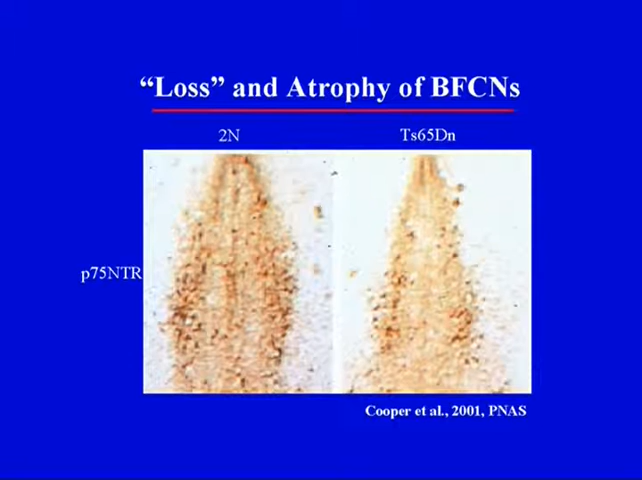 “Loss” and Atrophy of BFCNs
2N
Ts65Dn
p75NTR
Cooper et al., 2001, PNAS